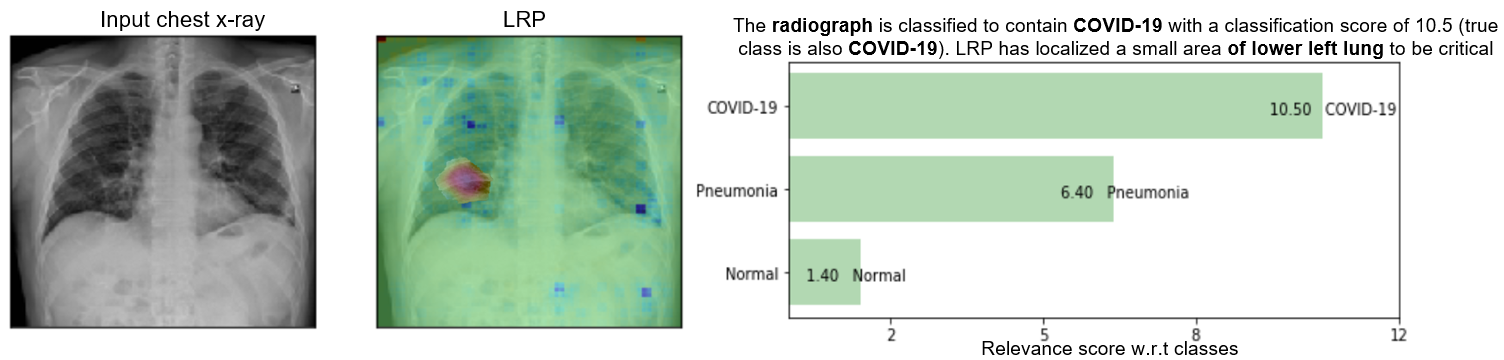 Input chest x-ray
LRP
The radiograph is classified to contain COVID-19 with a classification score of 10.5 (true
class is also COVID-19). LRP has localized a small area of lower left lung to be critical
COVID-19
10.50 COVID-19
Pneumonia
6.40 Pneumonia
Normal
1.40 Normal
2 5 8 12
Relevance score w.r.t classes